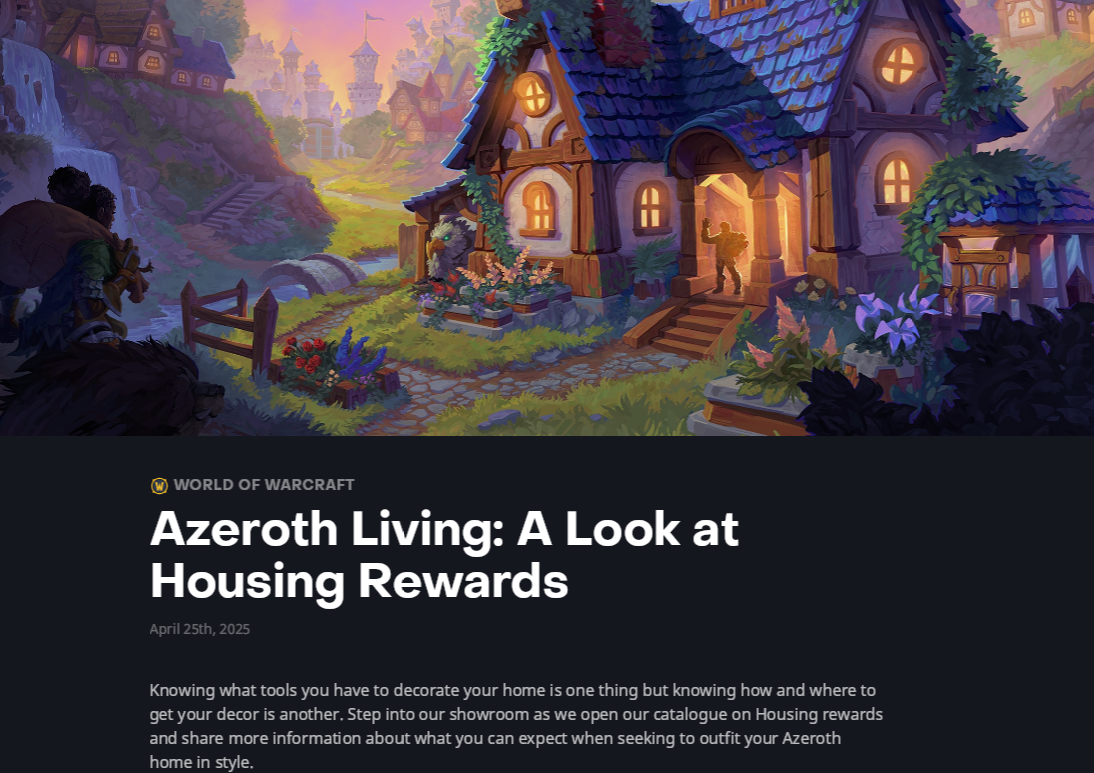 WORLD OF WARCRAFT
Azeroth Living: A Look at
Housing Rewards
April 25th, 2025
Knowing what tools you have to decorate your home is one thing but knowing how and where to
get your decor is another. Step into our showroom as we open our catalogue on Housing rewards
and share more information about what you can expect when seeking to outfit your Azeroth
home in style.